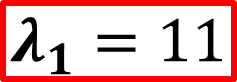 λ₁ = 11